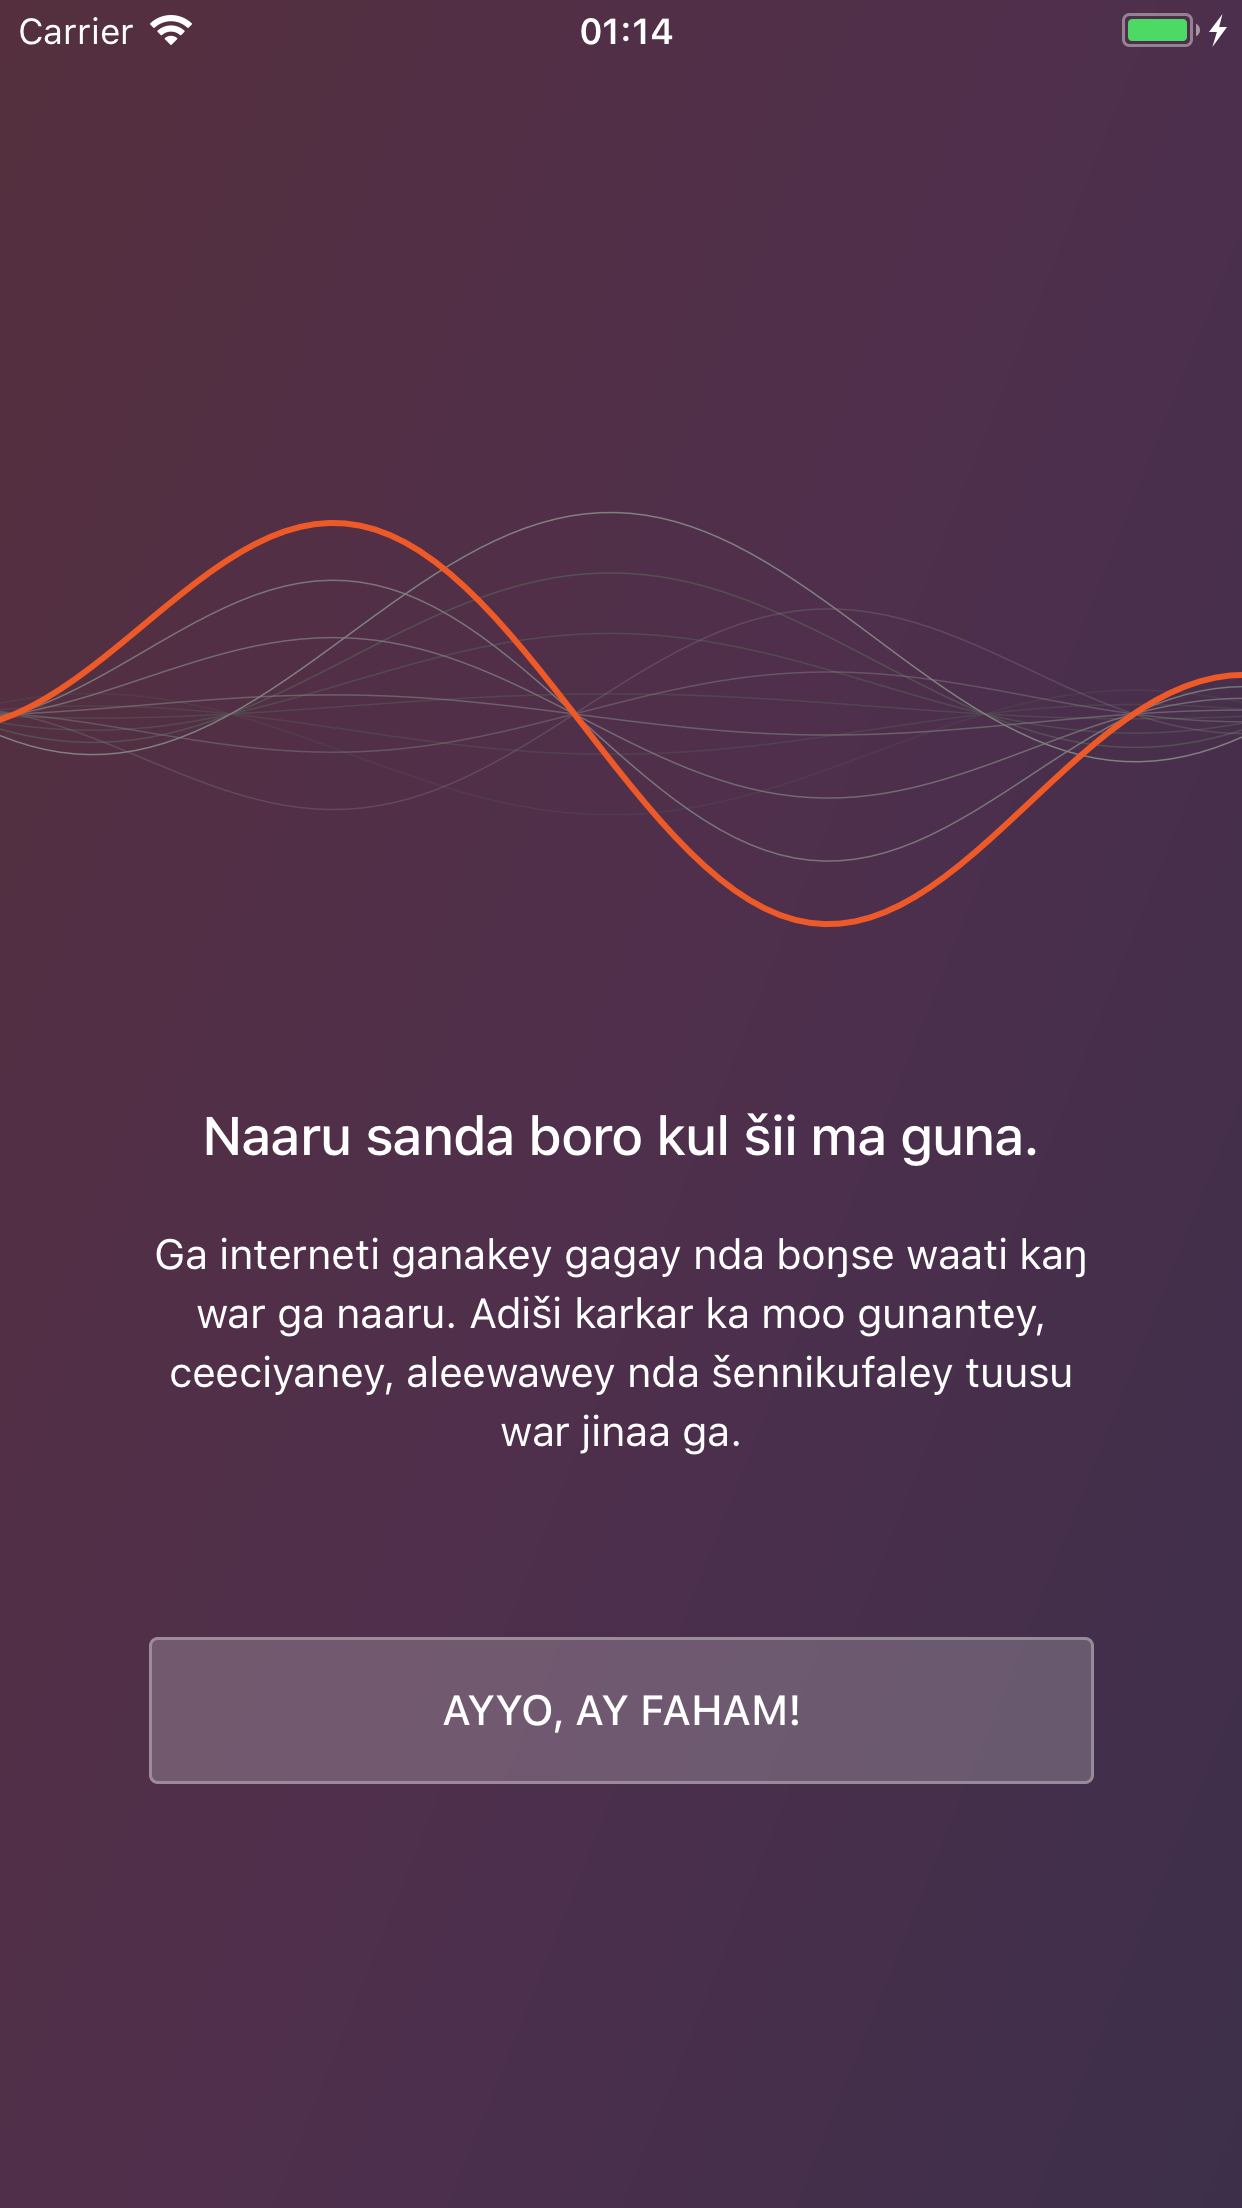 Carrier
01:14
Naaru sanda boro kul šii ma guna.
Ga interneti ganakey gagay nda boŋse waati kaŋ
war ga naaru. Adiši karkar ka moo gunantey,
ceeciyaney, aleewawey nda šennikufaley tuusu
war jinaa ga.
AYYO, AY FAHAM!